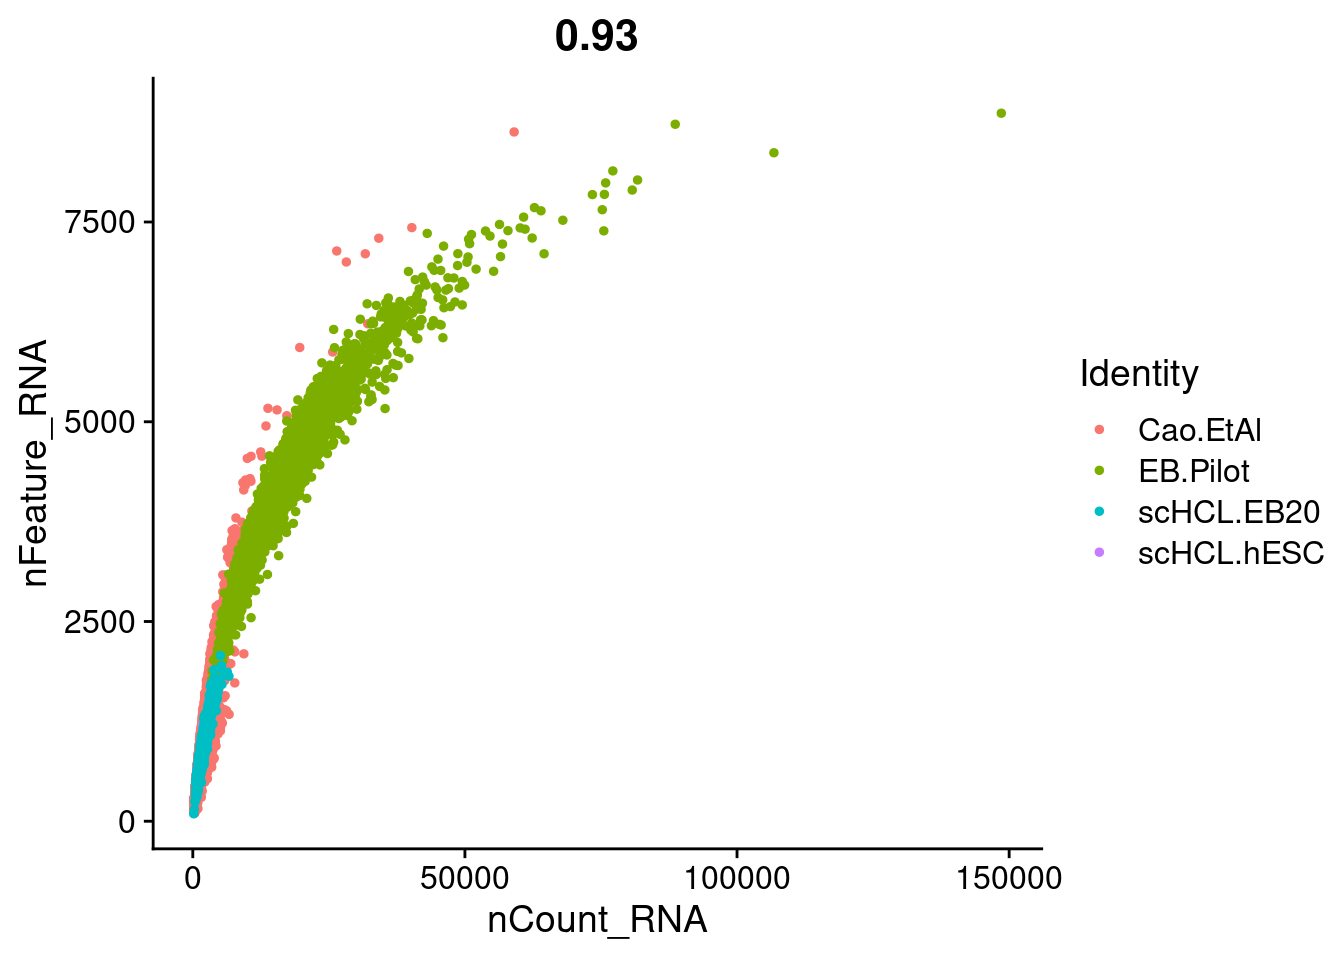 0.93
nFeature_RNA
7500
5000
2500
0
0 50000 100000 150000
nCount_RNA
Identity
Cao.EtAl
EB.Pilot
scHCL.EB20
scHCL.hESC